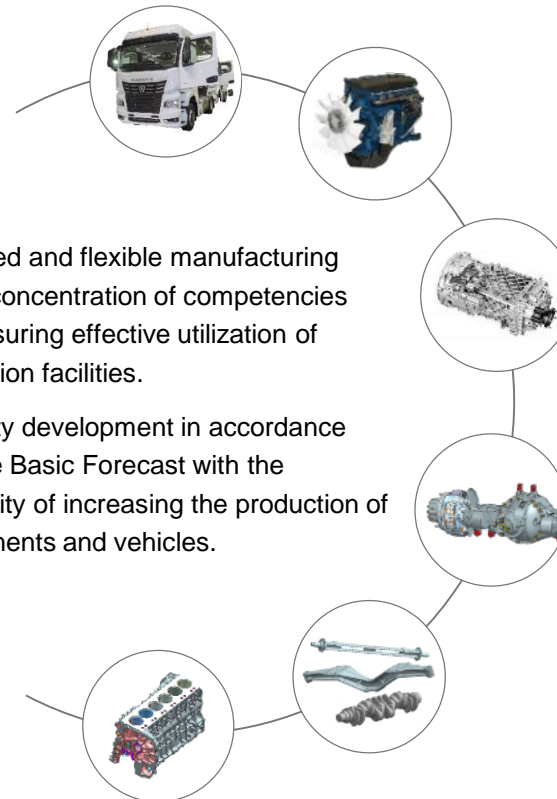 ed and flexible manufacturing
concentration of competencies
suring effective utilization of
ion facilities.
ty development in accordance
e Basic Forecast with the
ity of increasing the production of
nents and vehicles.